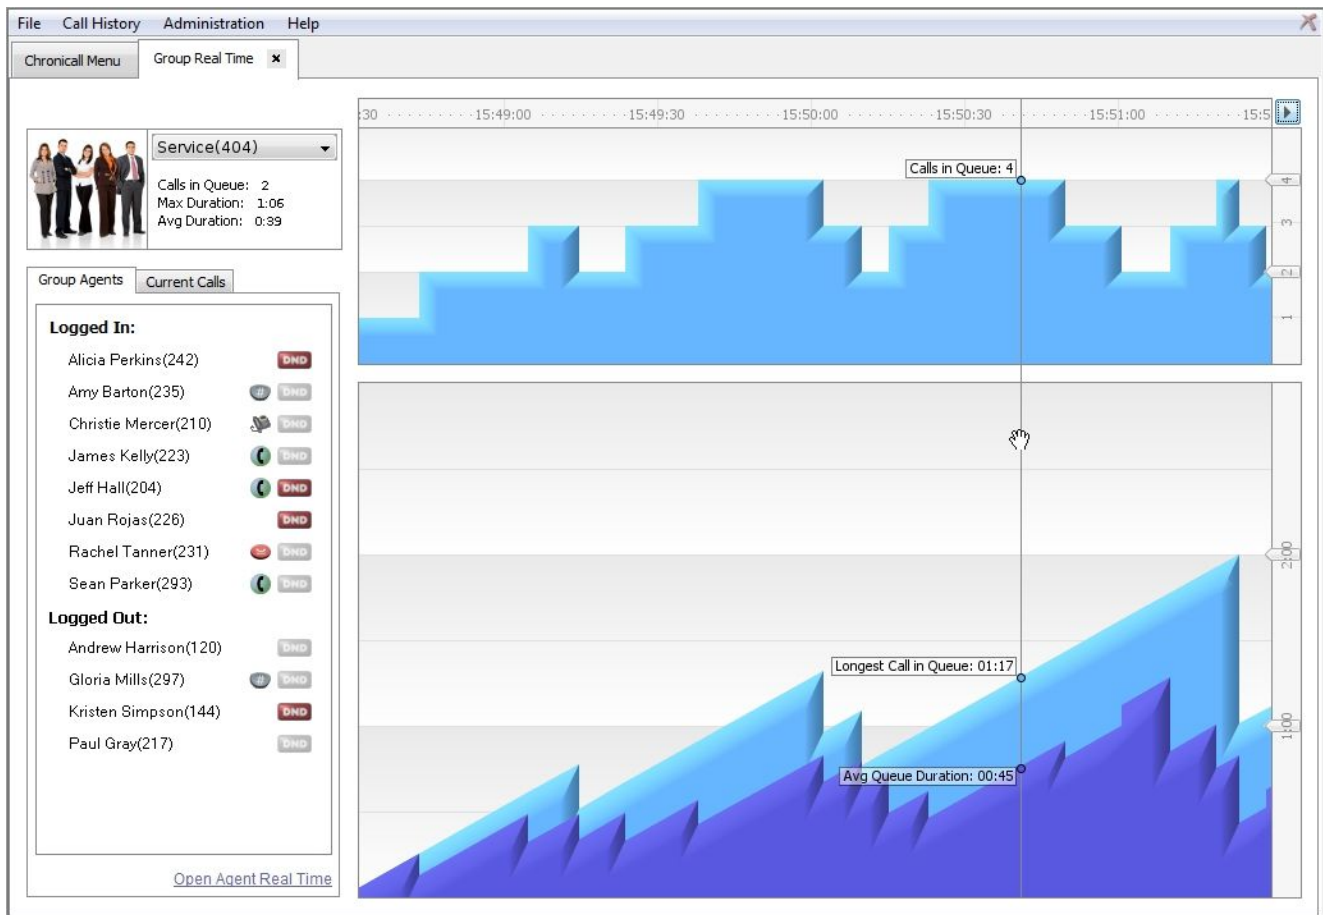 File Call History Administration Help
Chronicall Menu Group Real Time
:30 15:49:00 15:49:30 15:50:00 15:50:30 15:51:00 15:5
Service(404)
Calls in Queue: 2
Max Duration: 1:06
Avg Duration: 0:39
Calls in Queue: 4
4
3
2
1
Group Agents Current Calls
Logged In:
Alicia Perkins(242) DND
Amy Barton(235) # DND
Christie Mercer(210) DND
James Kelly(223) DND
Jeff Hall(204) DND
Juan Rojas(226) DND
Rachel Tanner(231) DND
Sean Parker(293) DND
Logged Out:
Andrew Harrison(120) DND
Gloria Mills(297) # DND
Kristen Simpson(144) DND
Paul Gray(217) DND
Open Agent Real Time
2:00
Longest Call in Queue: 01:17
1:00
Avg Queue Duration: 00:45